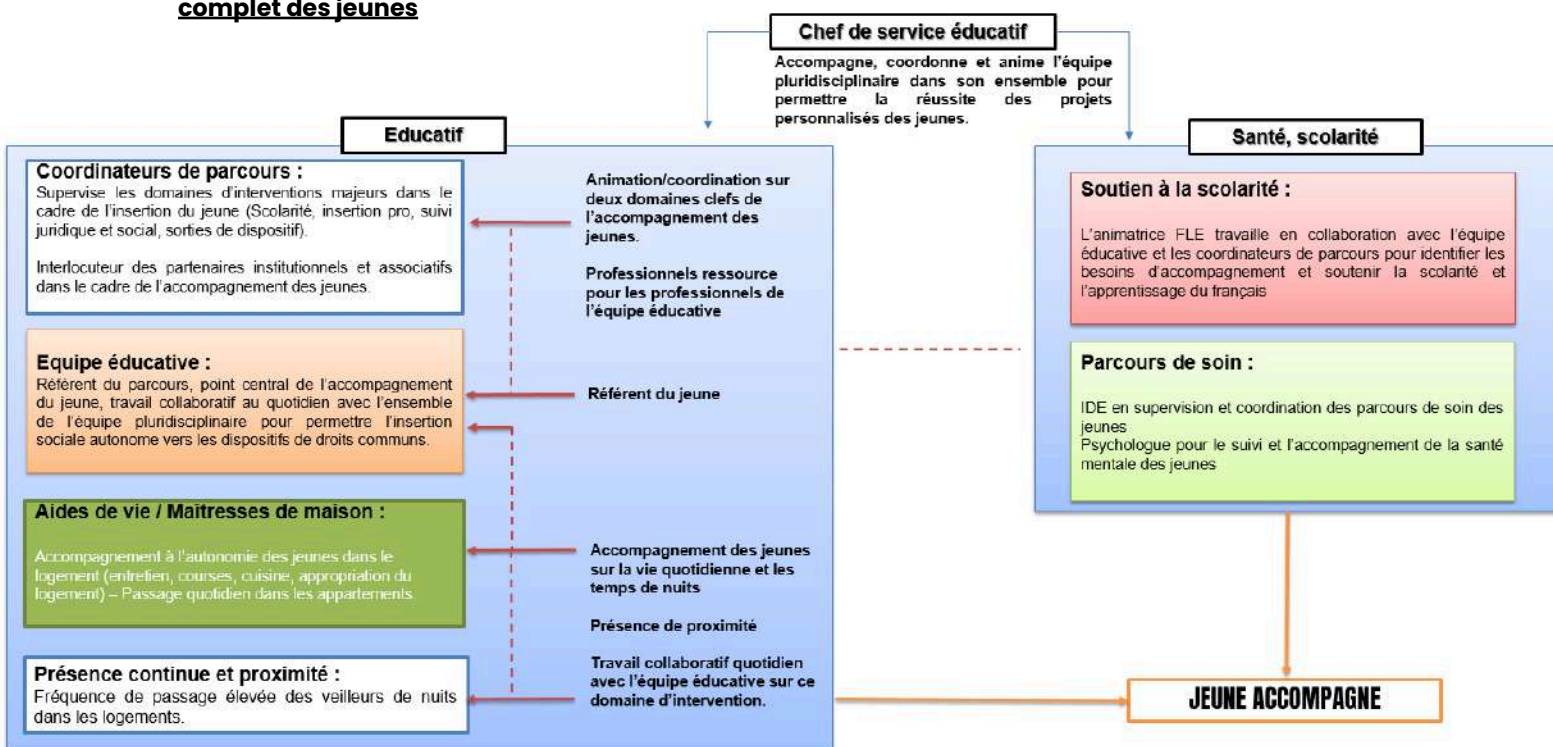 complet des jeunes
Chef de service éducatif
Accompagne, coordonne et anime l'équipe
pluridisciplinaire dans son ensemble pour
permettre la réussite des projets
personnalisés des jeunes.
Educatif
Coordinateurs de parcours :
Supervise les domaines d'interventions majeurs dans le
cadre de l'insertion du jeune (Scolarité, insertion pro, suivi
juridique et social, sorties de dispositif).
Interlocuteur des partenaires institutionnels et associatifs
dans le cadre de l'accompagnement des jeunes.
Animation/coordination sur
deux domaines clefs de
l'accompagnement des
jeunes.
Professionnels ressource
pour les professionnels de
l'équipe éducative
Equipe éducative :
Référent du parcours, point central de l'accompagnement
du jeune, travail collaboratif au quotidien avec l'ensemble
de l'équipe pluridisciplinaire pour permettre l'insertion
sociale autonome vers les dispositifs de droits communs.
Référent du jeune
Aides de vie / Maîtresses de maison :
Accompagnement à l'autonomie des jeunes dans le
logement (entretien, courses, cuisine, appropriation du
logement) – Passage quotidien dans les appartements.
Accompagnement des jeunes
sur la vie quotidienne et les
temps de nuits
Présence de proximité
Travail collaboratif quotidien
avec l'équipe éducative sur ce
domaine d'intervention.
Présence continue et proximité :
Fréquence de passage élevée des veilleurs de nuits
dans les logements.
Santé, scolarité
Soutien à la scolarité :
L'animatrice FLE travaille en collaboration avec l'équipe
éducative et les coordinateurs de parcours pour identifier les
besoins d'accompagnement et soutenir la scolarité et
l'apprentissage du français
Parcours de soin :
IDE en supervision et coordination des parcours de soin des
jeunes
Psychologue pour le suivi et l'accompagnement de la santé
mentale des jeunes
JEUNE ACCOMPAGNE